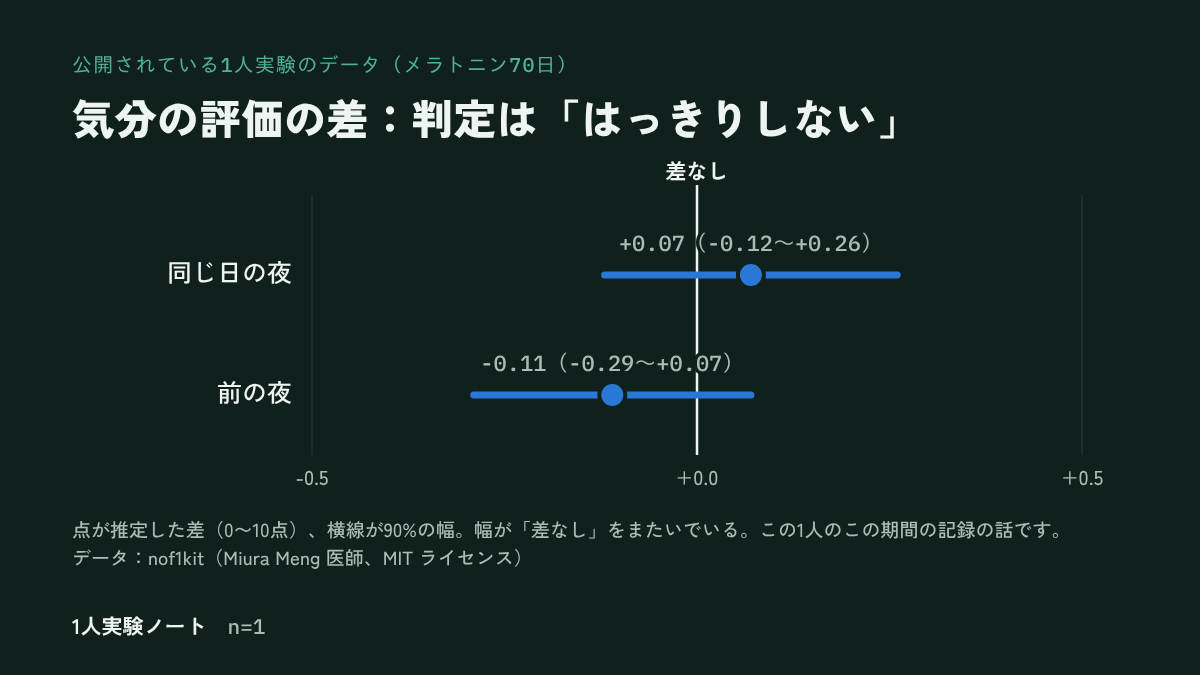 公開されている1人実験のデータ（メラトニン70日）
気分の評価の差：判定は「はっきりしない」
差なし
同じ日の夜
+0.07（-0.12〜+0.26）
前の夜
-0.11（-0.29〜+0.07）
-0.5
+0.0
+0.5
点が推定した差（0〜10点）、横線が90%の幅。幅が「差なし」をまたいでいる。この1人のこの期間の記録の話です。
データ：nof1kit（Miura Meng 医師、MIT ライセンス）
1人実験ノート n=1